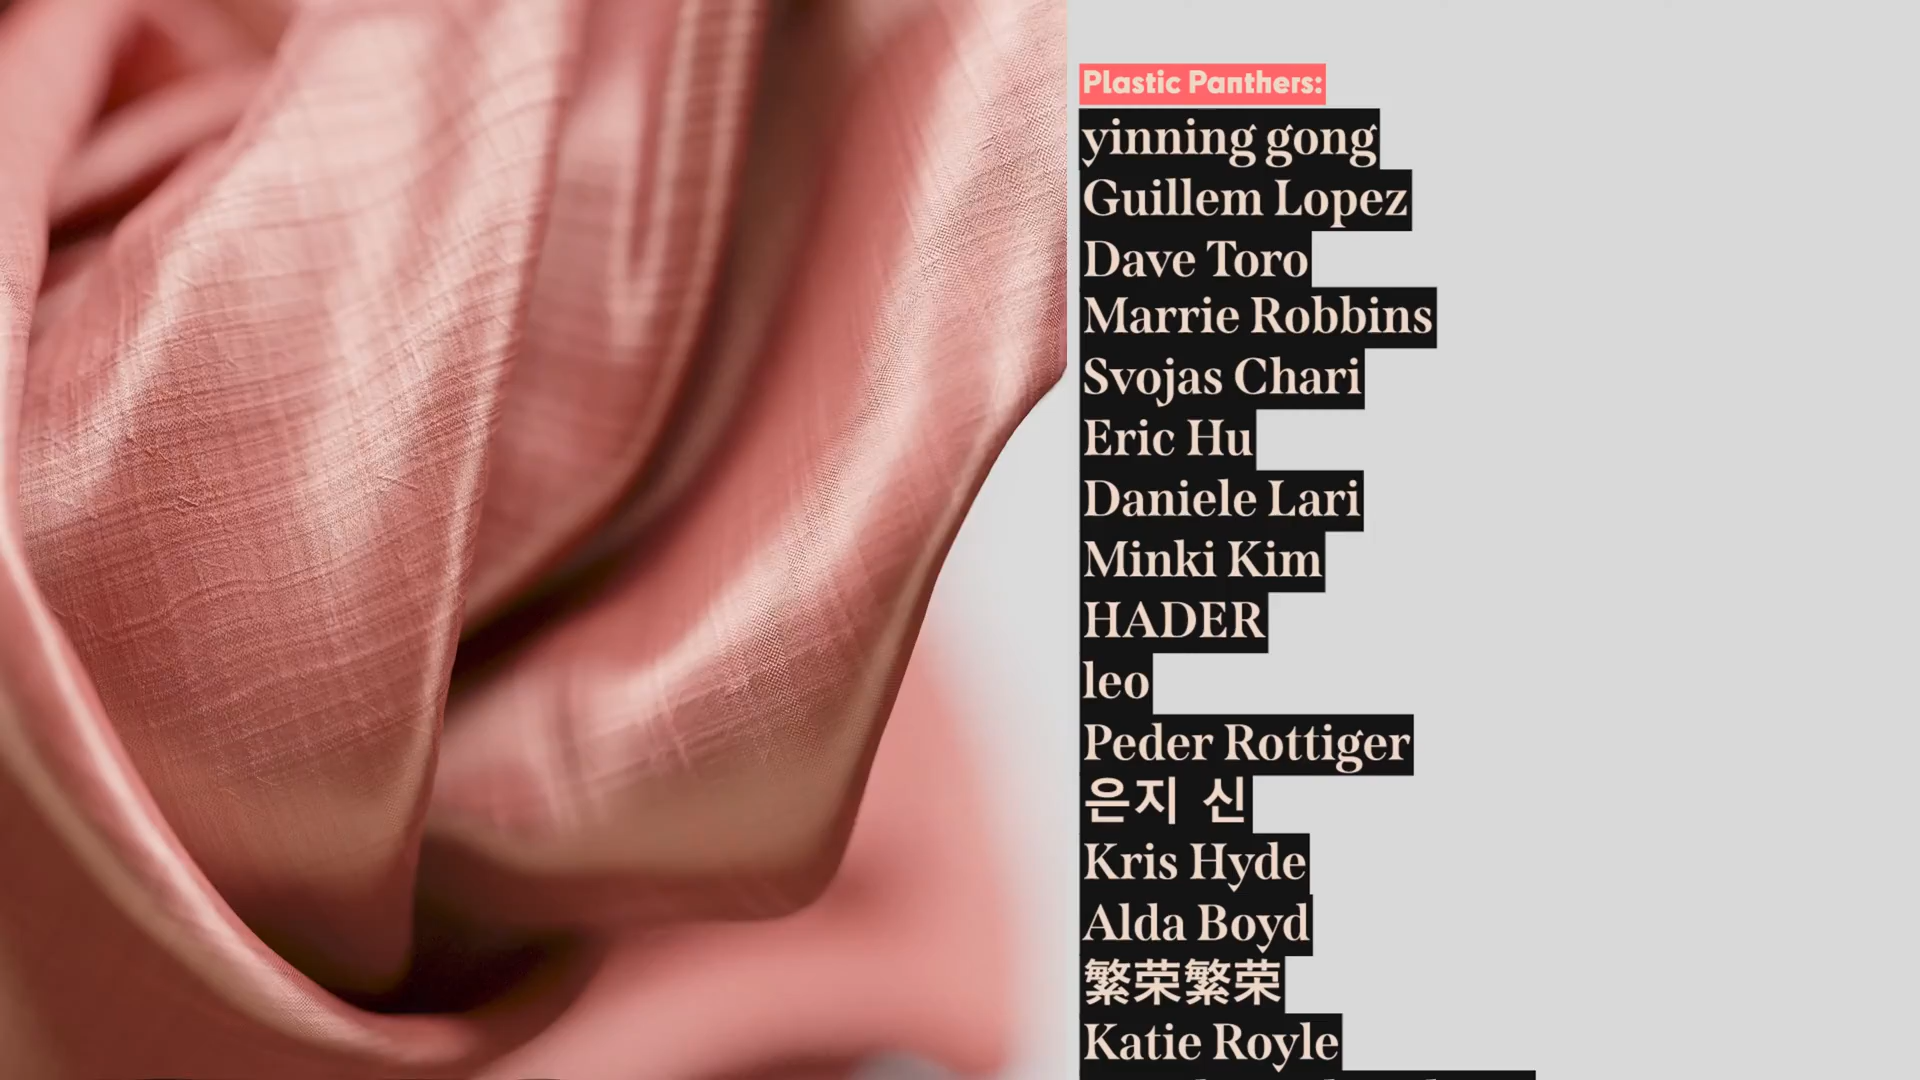 Plastic Panthers:
yinning gong
Guillem Lopez
Dave Toro
Marrie Robbins
Svojas Chari
Eric Hu
Daniele Lari
Minki Kim
HADER
leo
Peder Rottiger
은지 신
Kris Hyde
Alda Boyd
繁荣繁荣
Katie Royle